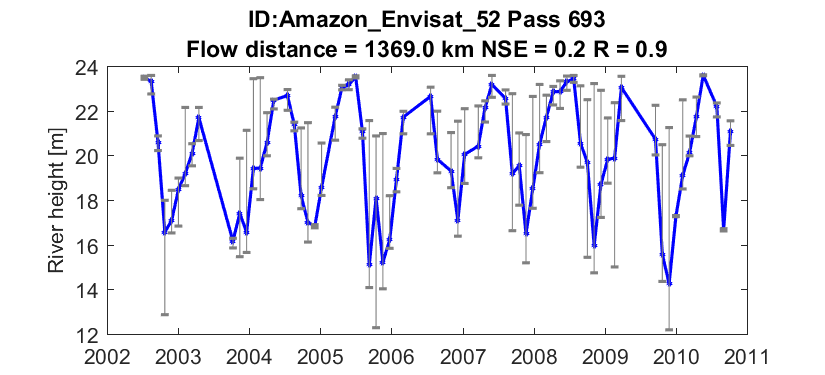 ID:Amazon_Envisat_52 Pass 693
Flow distance = 1369.0 km NSE = 0.2 R = 0.9
River height [m]
24
22
20
18
16
14
12
2002 2003 2004 2005 2006 2007 2008 2009 2010 2011